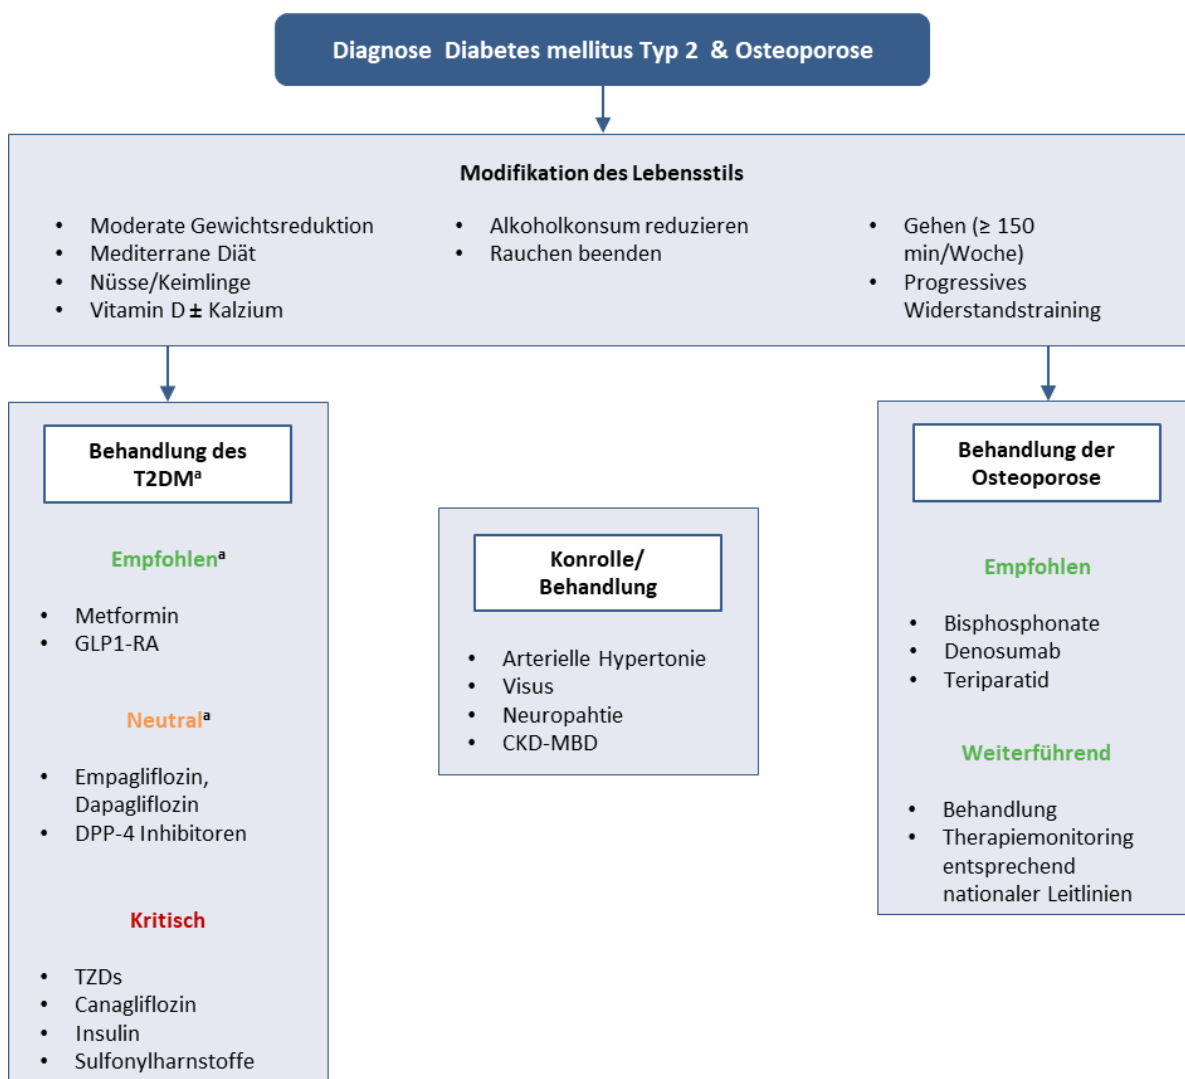 Diagnose Diabetes mellitus Typ 2 & Osteoporose
Modifikation des Lebensstils
• Moderate Gewichtsreduktion
• Mediterrane Diät
• Nüsse/Keimlinge
• Vitamin D ± Kalzium
• Alkoholkonsum reduzieren
• Rauchen beenden
• Gehen (≥ 150
min/Woche)
• Progressives
Widerstandstraining
Behandlung des
T2DMᵃ
Empfohlenᵃ
• Metformin
• GLP1-RA
Neutralᵃ
• Empagliflozin,
Dapagliflozin
• DPP-4 Inhibitoren
Kritisch
• TZDs
• Canagliflozin
• Insulin
• Sulfonylharnstoffe
Konrolle/
Behandlung
• Arterielle Hypertonie
• Visus
• Neuropahtie
• CKD-MBD
Behandlung der
Osteoporose
Empfohlen
• Bisphosphonate
• Denosumab
• Teriparatid
Weiterführend
• Behandlung
• Therapiemonitoring
entsprechend
nationaler Leitlinien